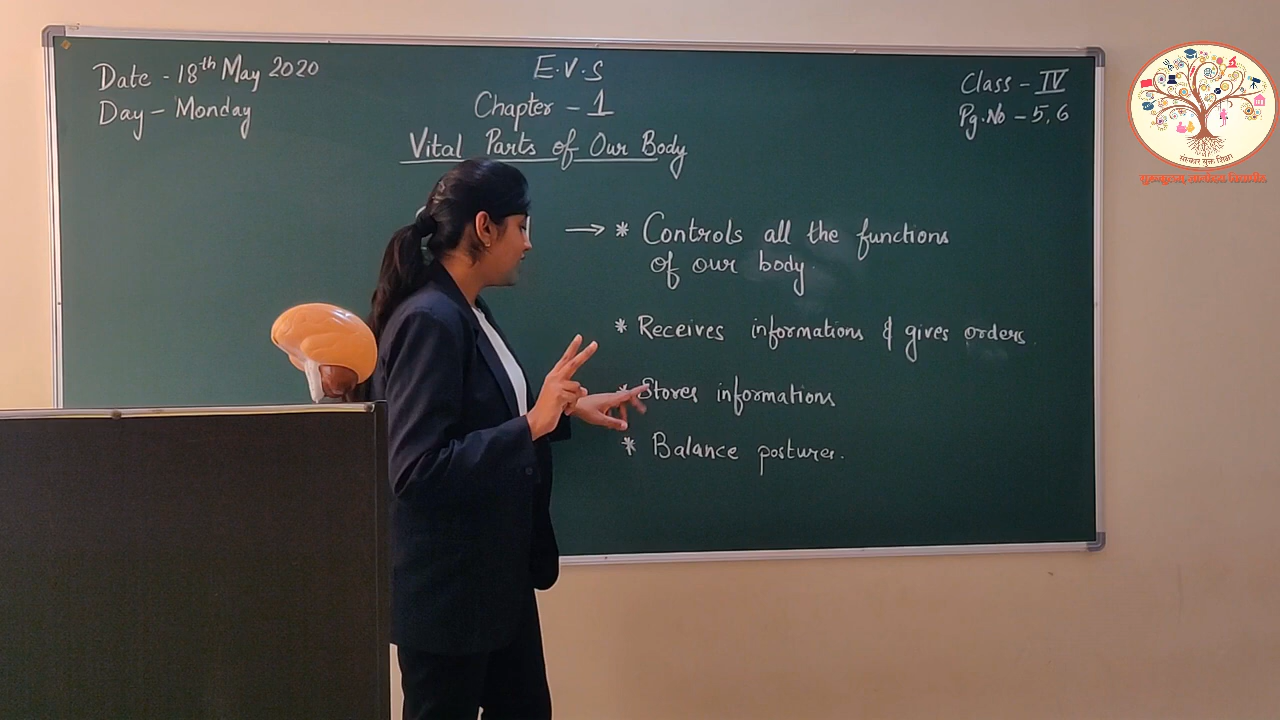 Date - 18th May 2020
Day - Monday
E.V.S
Chapter - 1
Vital Parts of Our Body
Class - IV
Pg.No - 5, 6
→ * Controls all the functions
of our body.
* Receives informations & gives orders.
* Stores informations
* Balance postures.
संस्कार युक्त शिक्षा